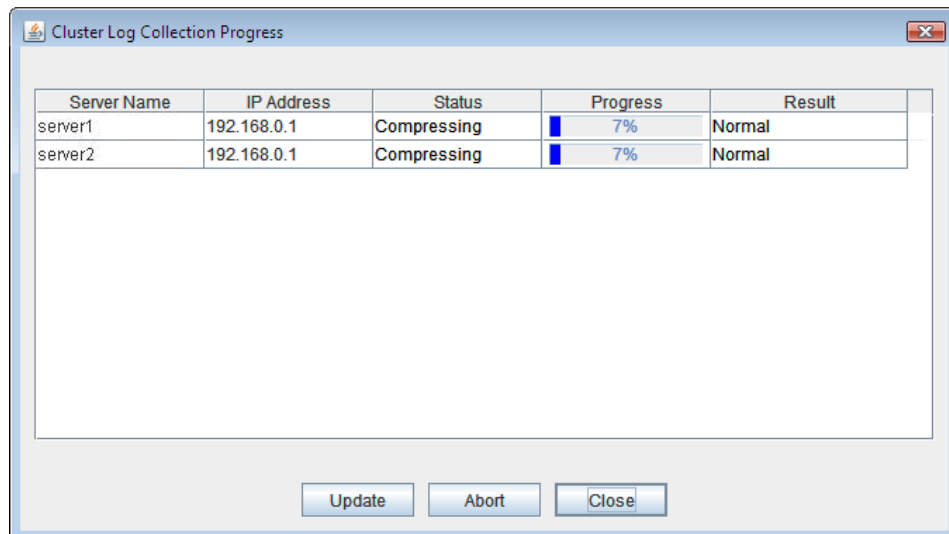 Cluster Log Collection Progress
Server Name IP Address Status Progress Result
server1 192.168.0.1 Compressing 7% Normal
server2 192.168.0.1 Compressing 7% Normal
Update Abort Close